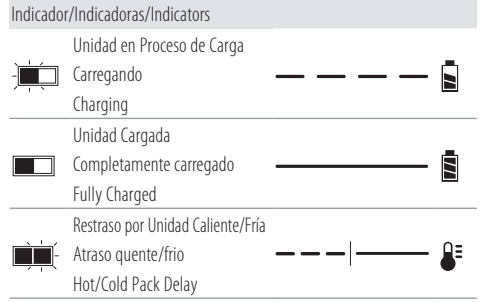 Indicador/Indicadoras/Indicators
Unidad en Proceso de Carga
Carregando
Charging
Unidad Cargada
Completamente carregado
Fully Charged
Restraso por Unidad Caliente/Fría
Atraso quente/frio
Hot/Cold Pack Delay